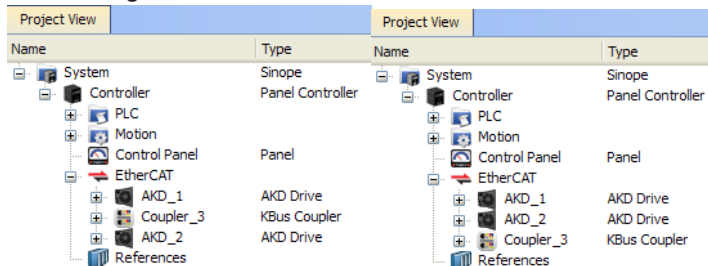 Project View
Name Type
System Sinope
Controller Panel Controller
PLC
Motion
Control Panel Panel
EtherCAT
AKD_1 AKD Drive
Coupler_3 KBus Coupler
AKD_2 AKD Drive
References
Project View
Name Type
System Sinope
Controller Panel Controller
PLC
Motion
Control Panel Panel
EtherCAT
AKD_1 AKD Drive
AKD_2 AKD Drive
Coupler_3 KBus Coupler
References